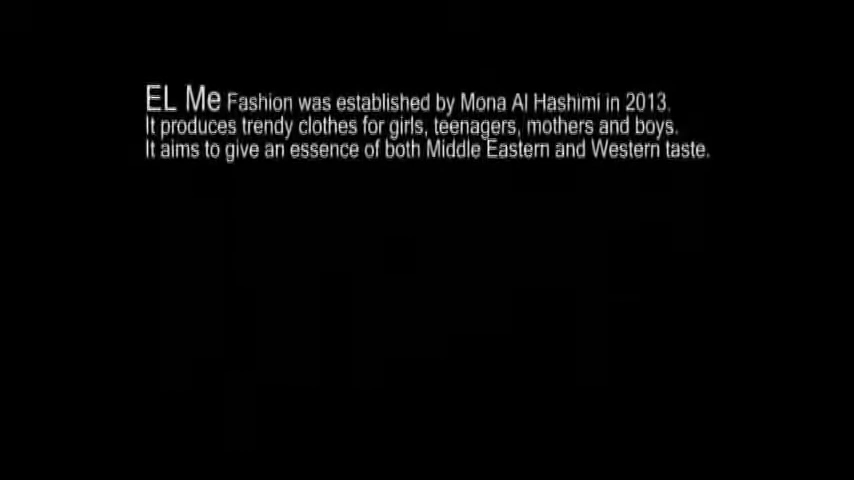 EL Me Fashion was established by Mona Al Hashimi in 2013.
It produces trendy clothes for girls, teenagers, mothers and boys.
It aims to give an essence of both Middle Eastern and Western taste.